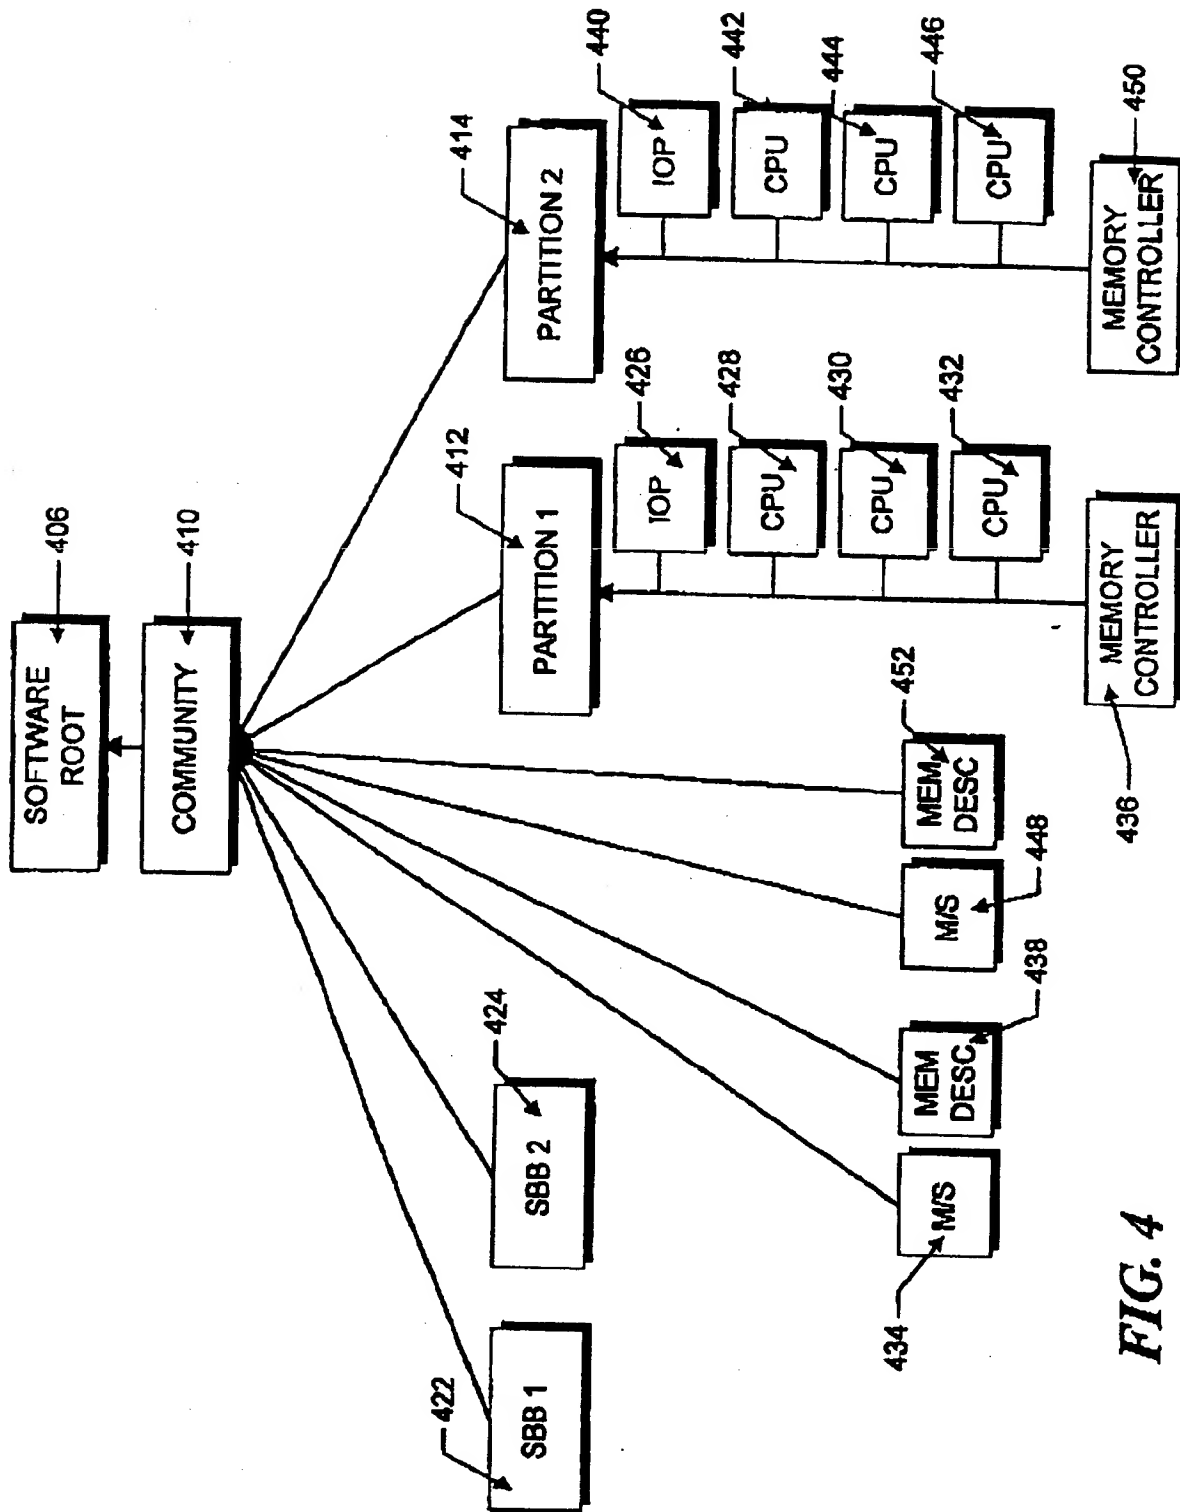 SOFTWARE
ROOT
406
COMMUNITY
410
SBB 1
422
SBB 2
424
PARTITION 1
412
PARTITION 2
414
IOP
426
CPU
428
CPU
430
CPU
432
IOP
440
CPU
442
CPU
444
CPU
446
M/S
434
MEM
DESC
438
M/S
448
MEM
DESC
452
MEMORY
CONTROLLER
436
MEMORY
CONTROLLER
450
FIG. 4